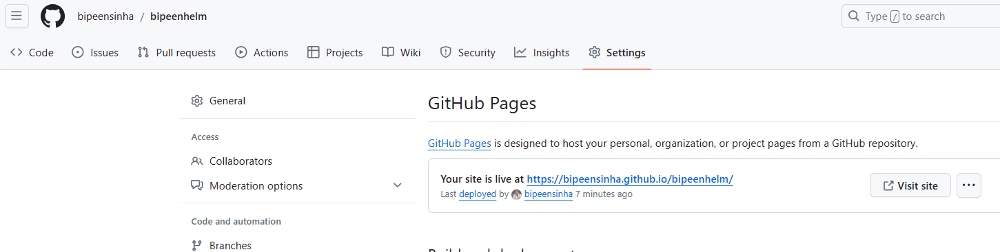 bipeensinha / bipeenhelm
Type / to search
Code Issues Pull requests Actions Projects Wiki Security Insights Settings
General
Access
Collaborators
Moderation options
Code and automation
Branches
GitHub Pages
GitHub Pages is designed to host your personal, organization, or project pages from a GitHub repository.
Your site is live at https://bipeensinha.github.io/bipeenhelm/
Last deployed by bipeensinha 7 minutes ago
Visit site